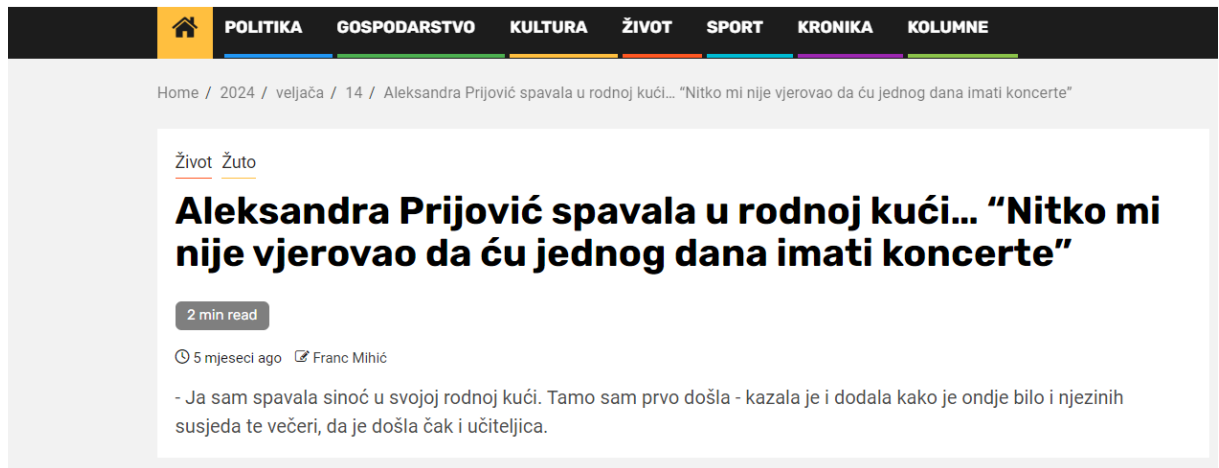 POLITIKA GOSPODARSTVO KULTURA ŽIVOT SPORT KRONIKA KOLUMNE
Home / 2024 / veljača / 14 / Aleksandra Prijović spavala u rodnoj kući... “Nitko mi nije vjerovao da ću jednog dana imati koncerte”
Život Žuto
Aleksandra Prijović spavala u rodnoj kući... “Nitko mi
nije vjerovao da ću jednog dana imati koncerte”
2 min read
5 mjeseci ago Franc Mihić
- Ja sam spavala sinoć u svojoj rodnoj kući. Tamo sam prvo došla - kazala je i dodala kako je ondje bilo i njezinih
susjeda te večeri, da je došla čak i učiteljica.